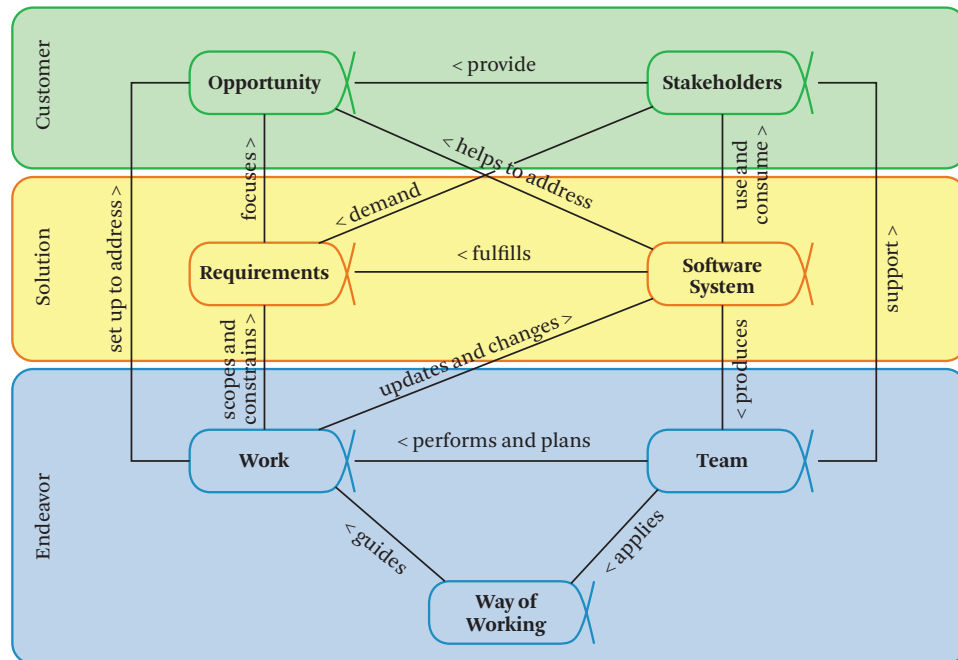 Customer
Opportunity
< provide
Stakeholders
focuses >
< helps to address
use and
consume >
< demand
set up to address >
support >
Solution
Requirements
< fulfills
Software
System
scopes and
constrains >
updates and changes >
< produces
Endeavor
Work
< performs and plans
Team
< guides
< applies
Way of
Working